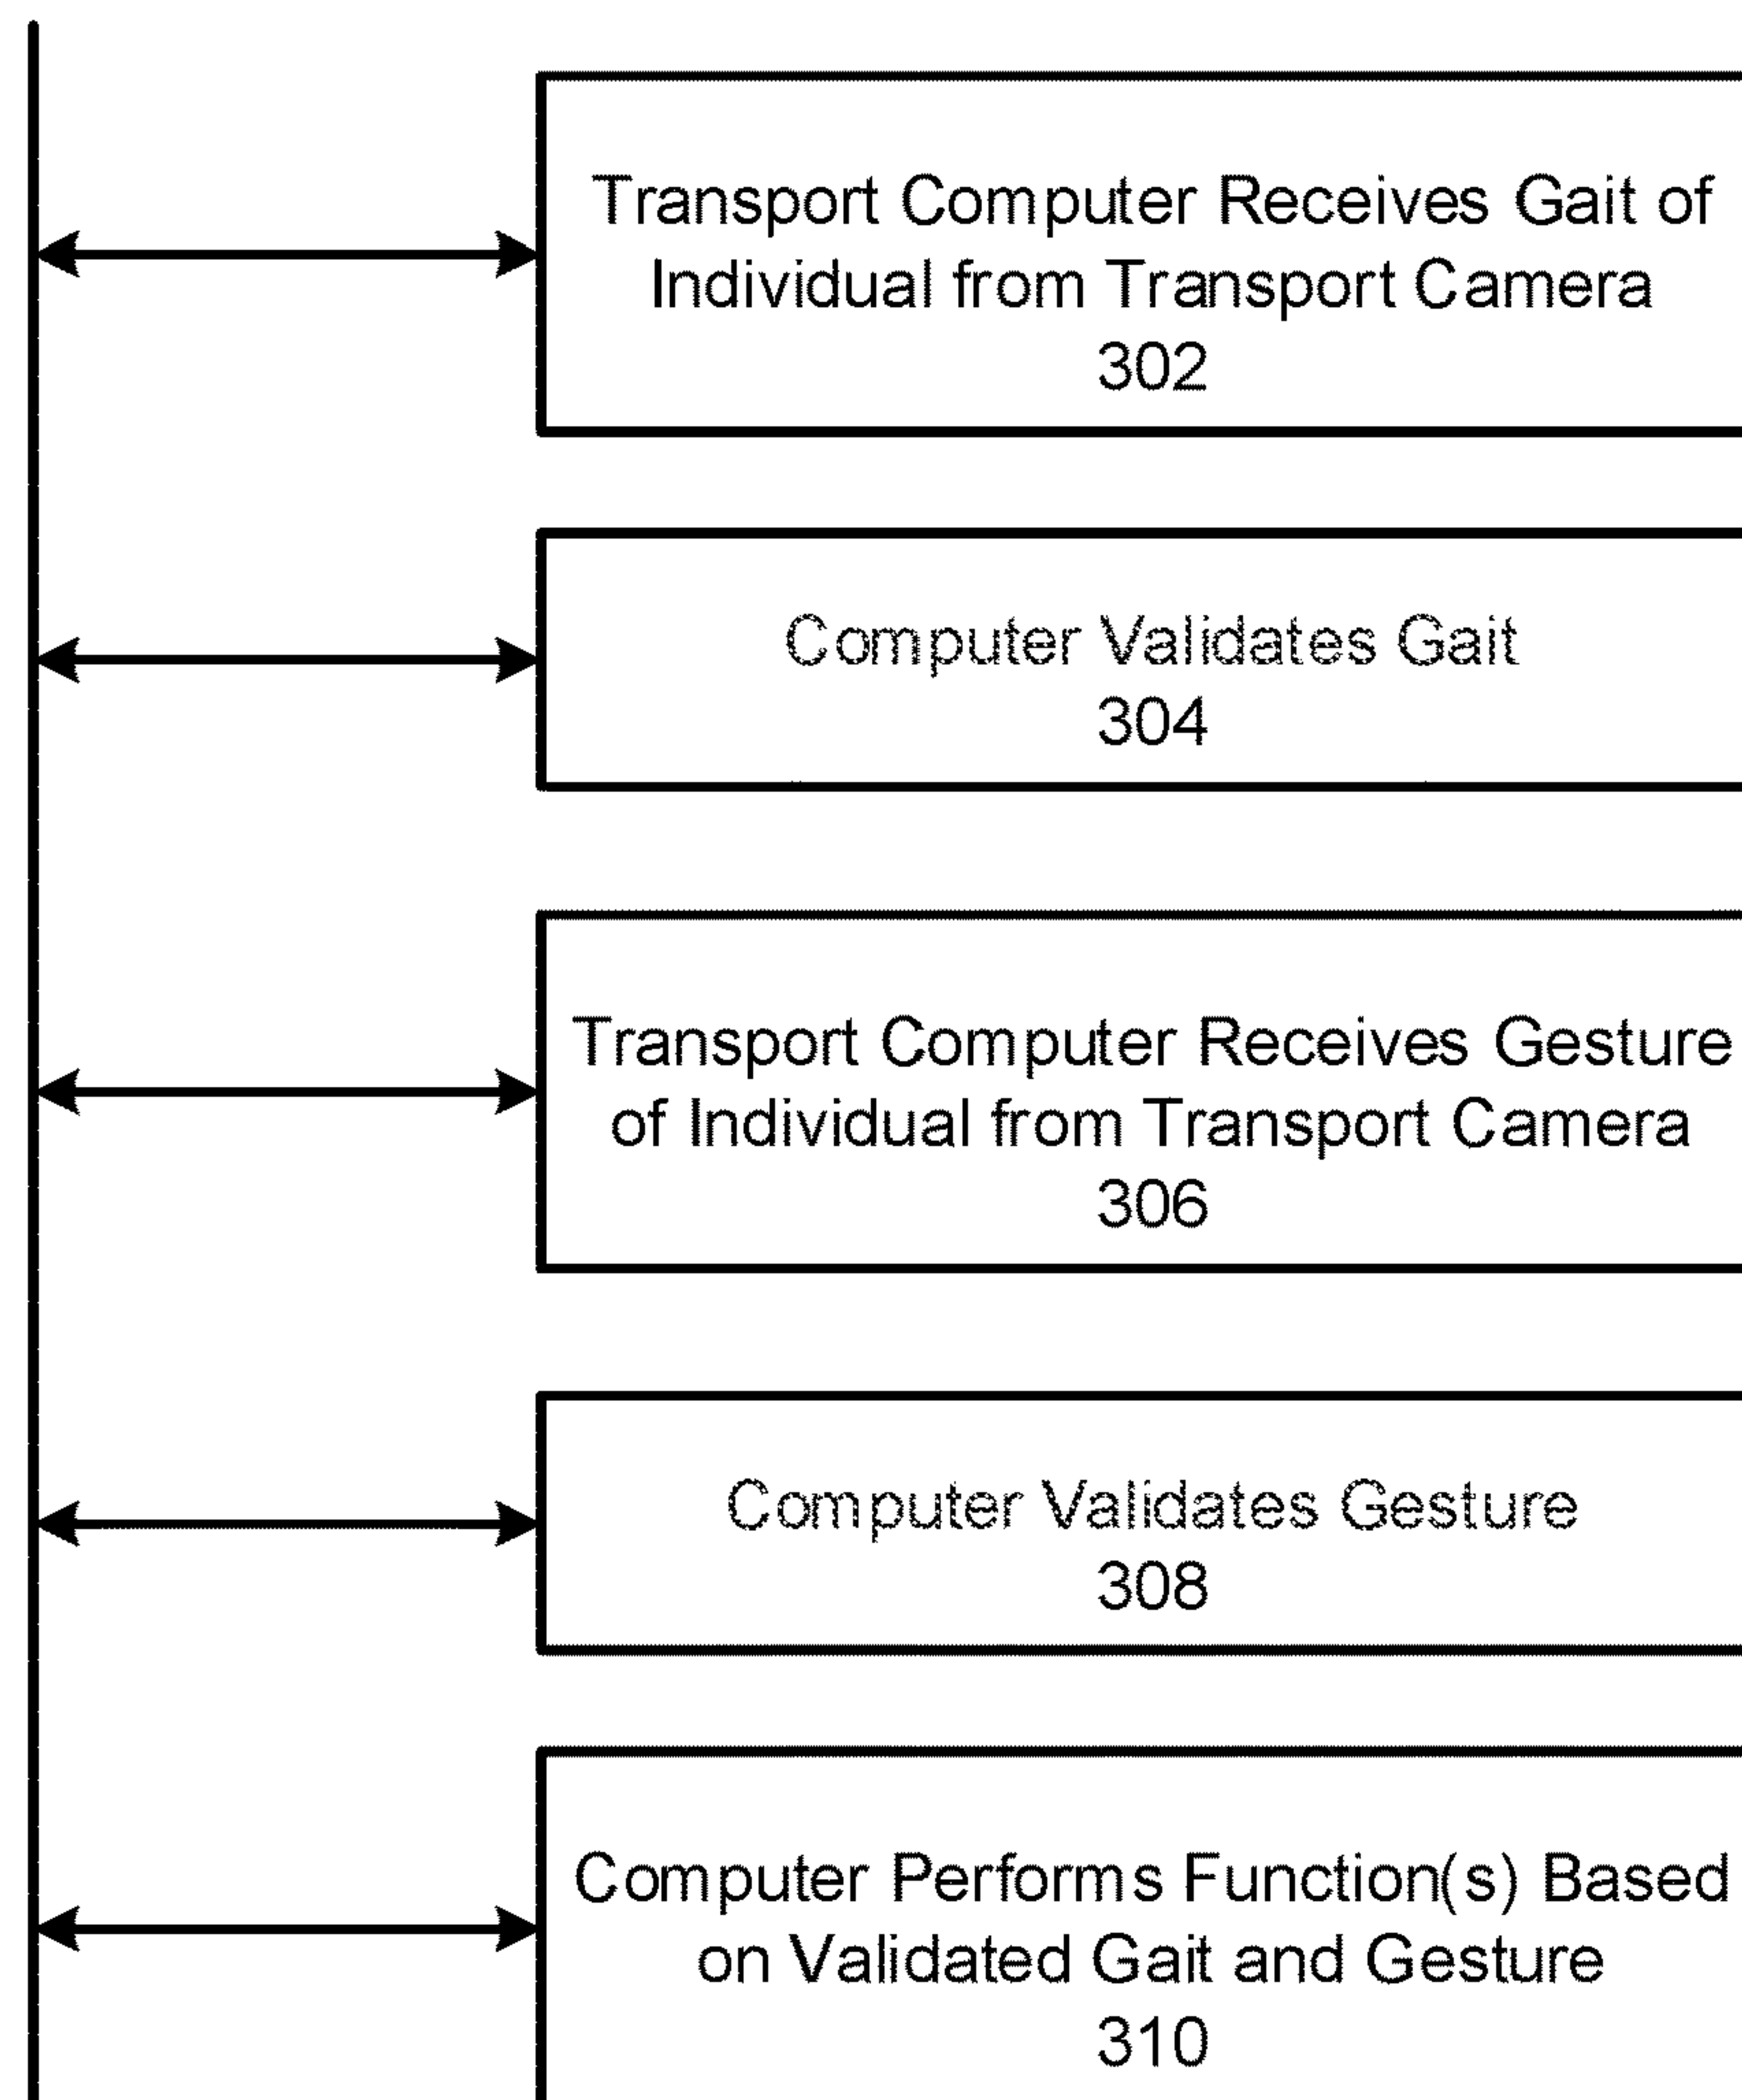 Transport Computer Receives Gait of
Individual from Transport Camera
302
Computer Validates Gait
304
Transport Computer Receives Gesture
of Individual from Transport Camera
306
Computer Validates Gesture
308
Computer Performs Function(s) Based
on Validated Gait and Gesture
310